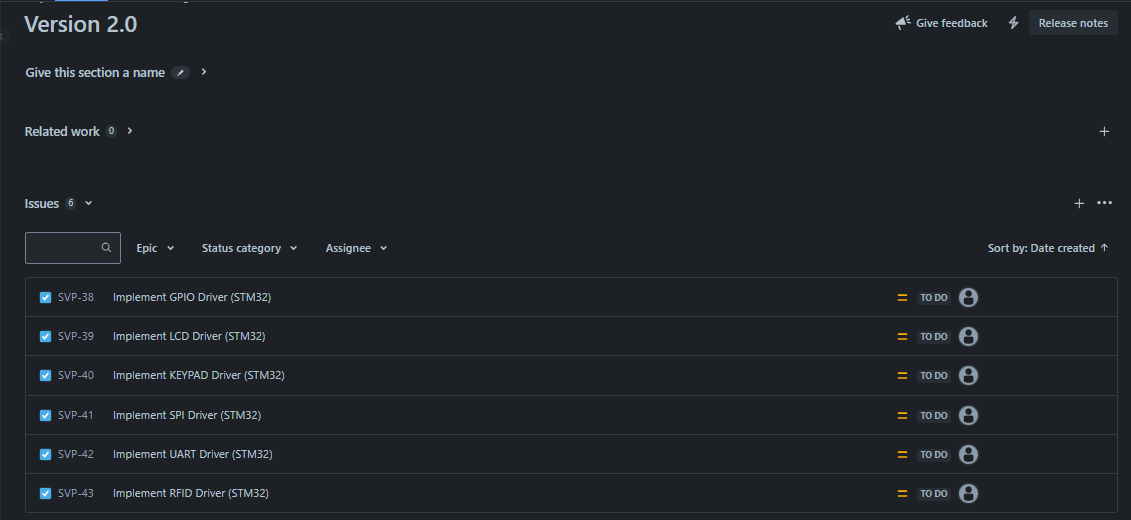 Version 2.0
Give feedback
Release notes
Give this section a name
Related work 0
Issues 6
Epic
Status category
Assignee
Sort by: Date created
SVP-38 Implement GPIO Driver (STM32) TO DO
SVP-39 Implement LCD Driver (STM32) TO DO
SVP-40 Implement KEYPAD Driver (STM32) TO DO
SVP-41 Implement SPI Driver (STM32) TO DO
SVP-42 Implement UART Driver (STM32) TO DO
SVP-43 Implement RFID Driver (STM32) TO DO